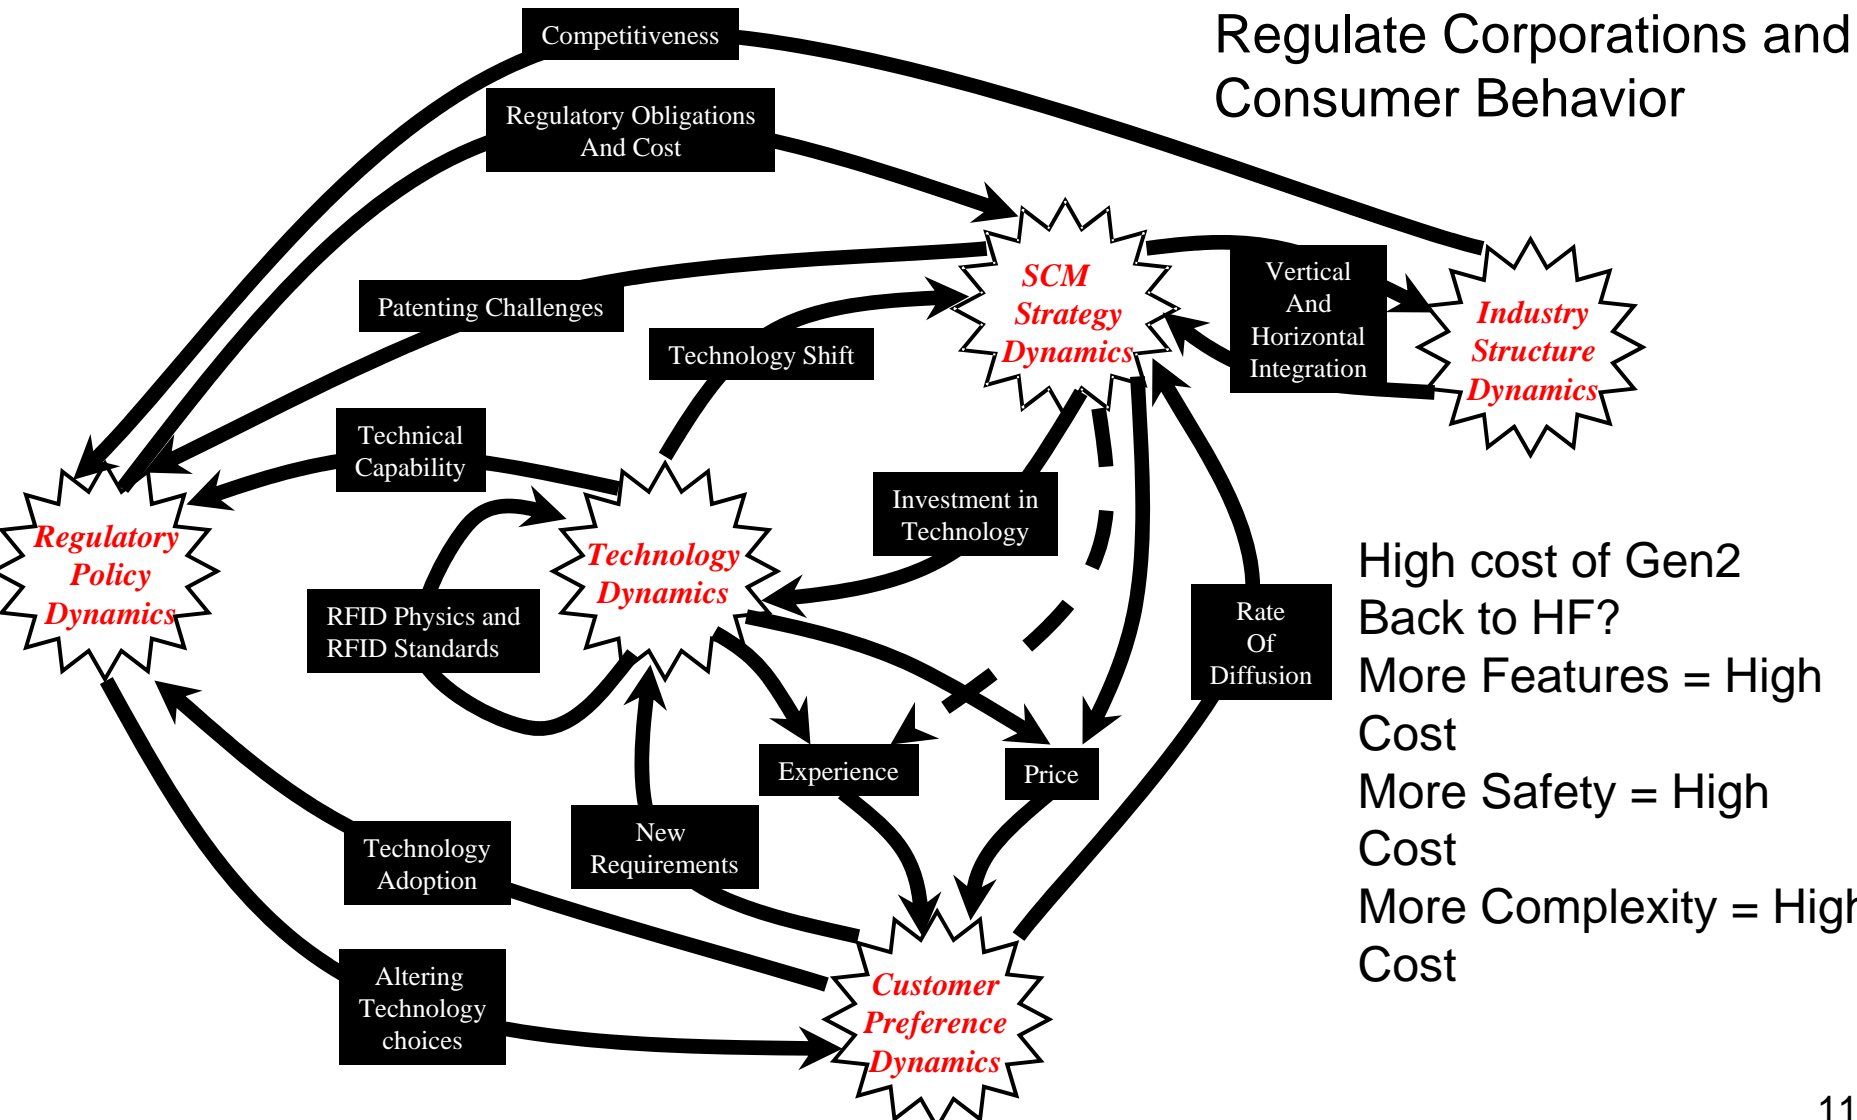 Regulate Corporations and
Consumer Behavior
Competitiveness
Regulatory Obligations
And Cost
SCM
Strategy
Dynamics
Vertical
And
Horizontal
Integration
Industry
Structure
Dynamics
Patenting Challenges
Technology Shift
Technical
Capability
Investment in
Technology
Regulatory
Policy
Dynamics
Technology
Dynamics
RFID Physics and
RFID Standards
Rate
Of
Diffusion
High cost of Gen2
Back to HF?
More Features = High
Cost
More Safety = High
Cost
More Complexity = High
Cost
Experience
Price
New
Requirements
Technology
Adoption
Altering
Technology
choices
Customer
Preference
Dynamics
11